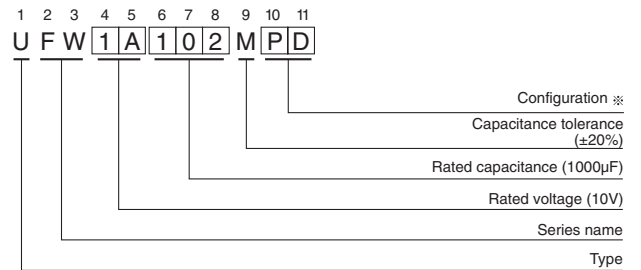 1 2 3 4 5 6 7 8 9 10 11
U F W 1 A 1 0 2 M P D
Configuration ※
Capacitance tolerance
(±20%)
Rated capacitance (1000µF)
Rated voltage (10V)
Series name
Type